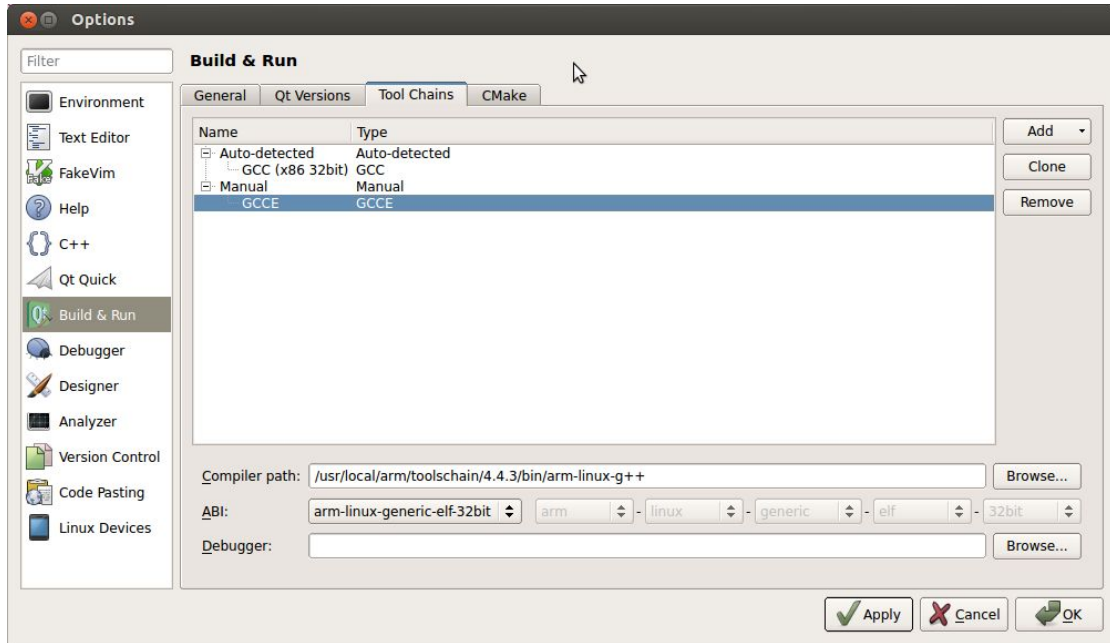 Options
Filter
Environment
Text Editor
FakeVim
Help
C++
Qt Quick
Build & Run
Debugger
Designer
Analyzer
Version Control
Code Pasting
Linux Devices
Build & Run
General Qt Versions Tool Chains CMake
Name Type
Auto-detected Auto-detected
GCC (x86 32bit) GCC
Manual Manual
GCCE GCCE
Add
Clone
Remove
Compiler path: /usr/local/arm/toolschain/4.4.3/bin/arm-linux-g++ Browse...
ABI: arm-linux-generic-elf-32bit arm - linux - generic - elf - 32bit
Debugger: Browse...
Apply Cancel OK